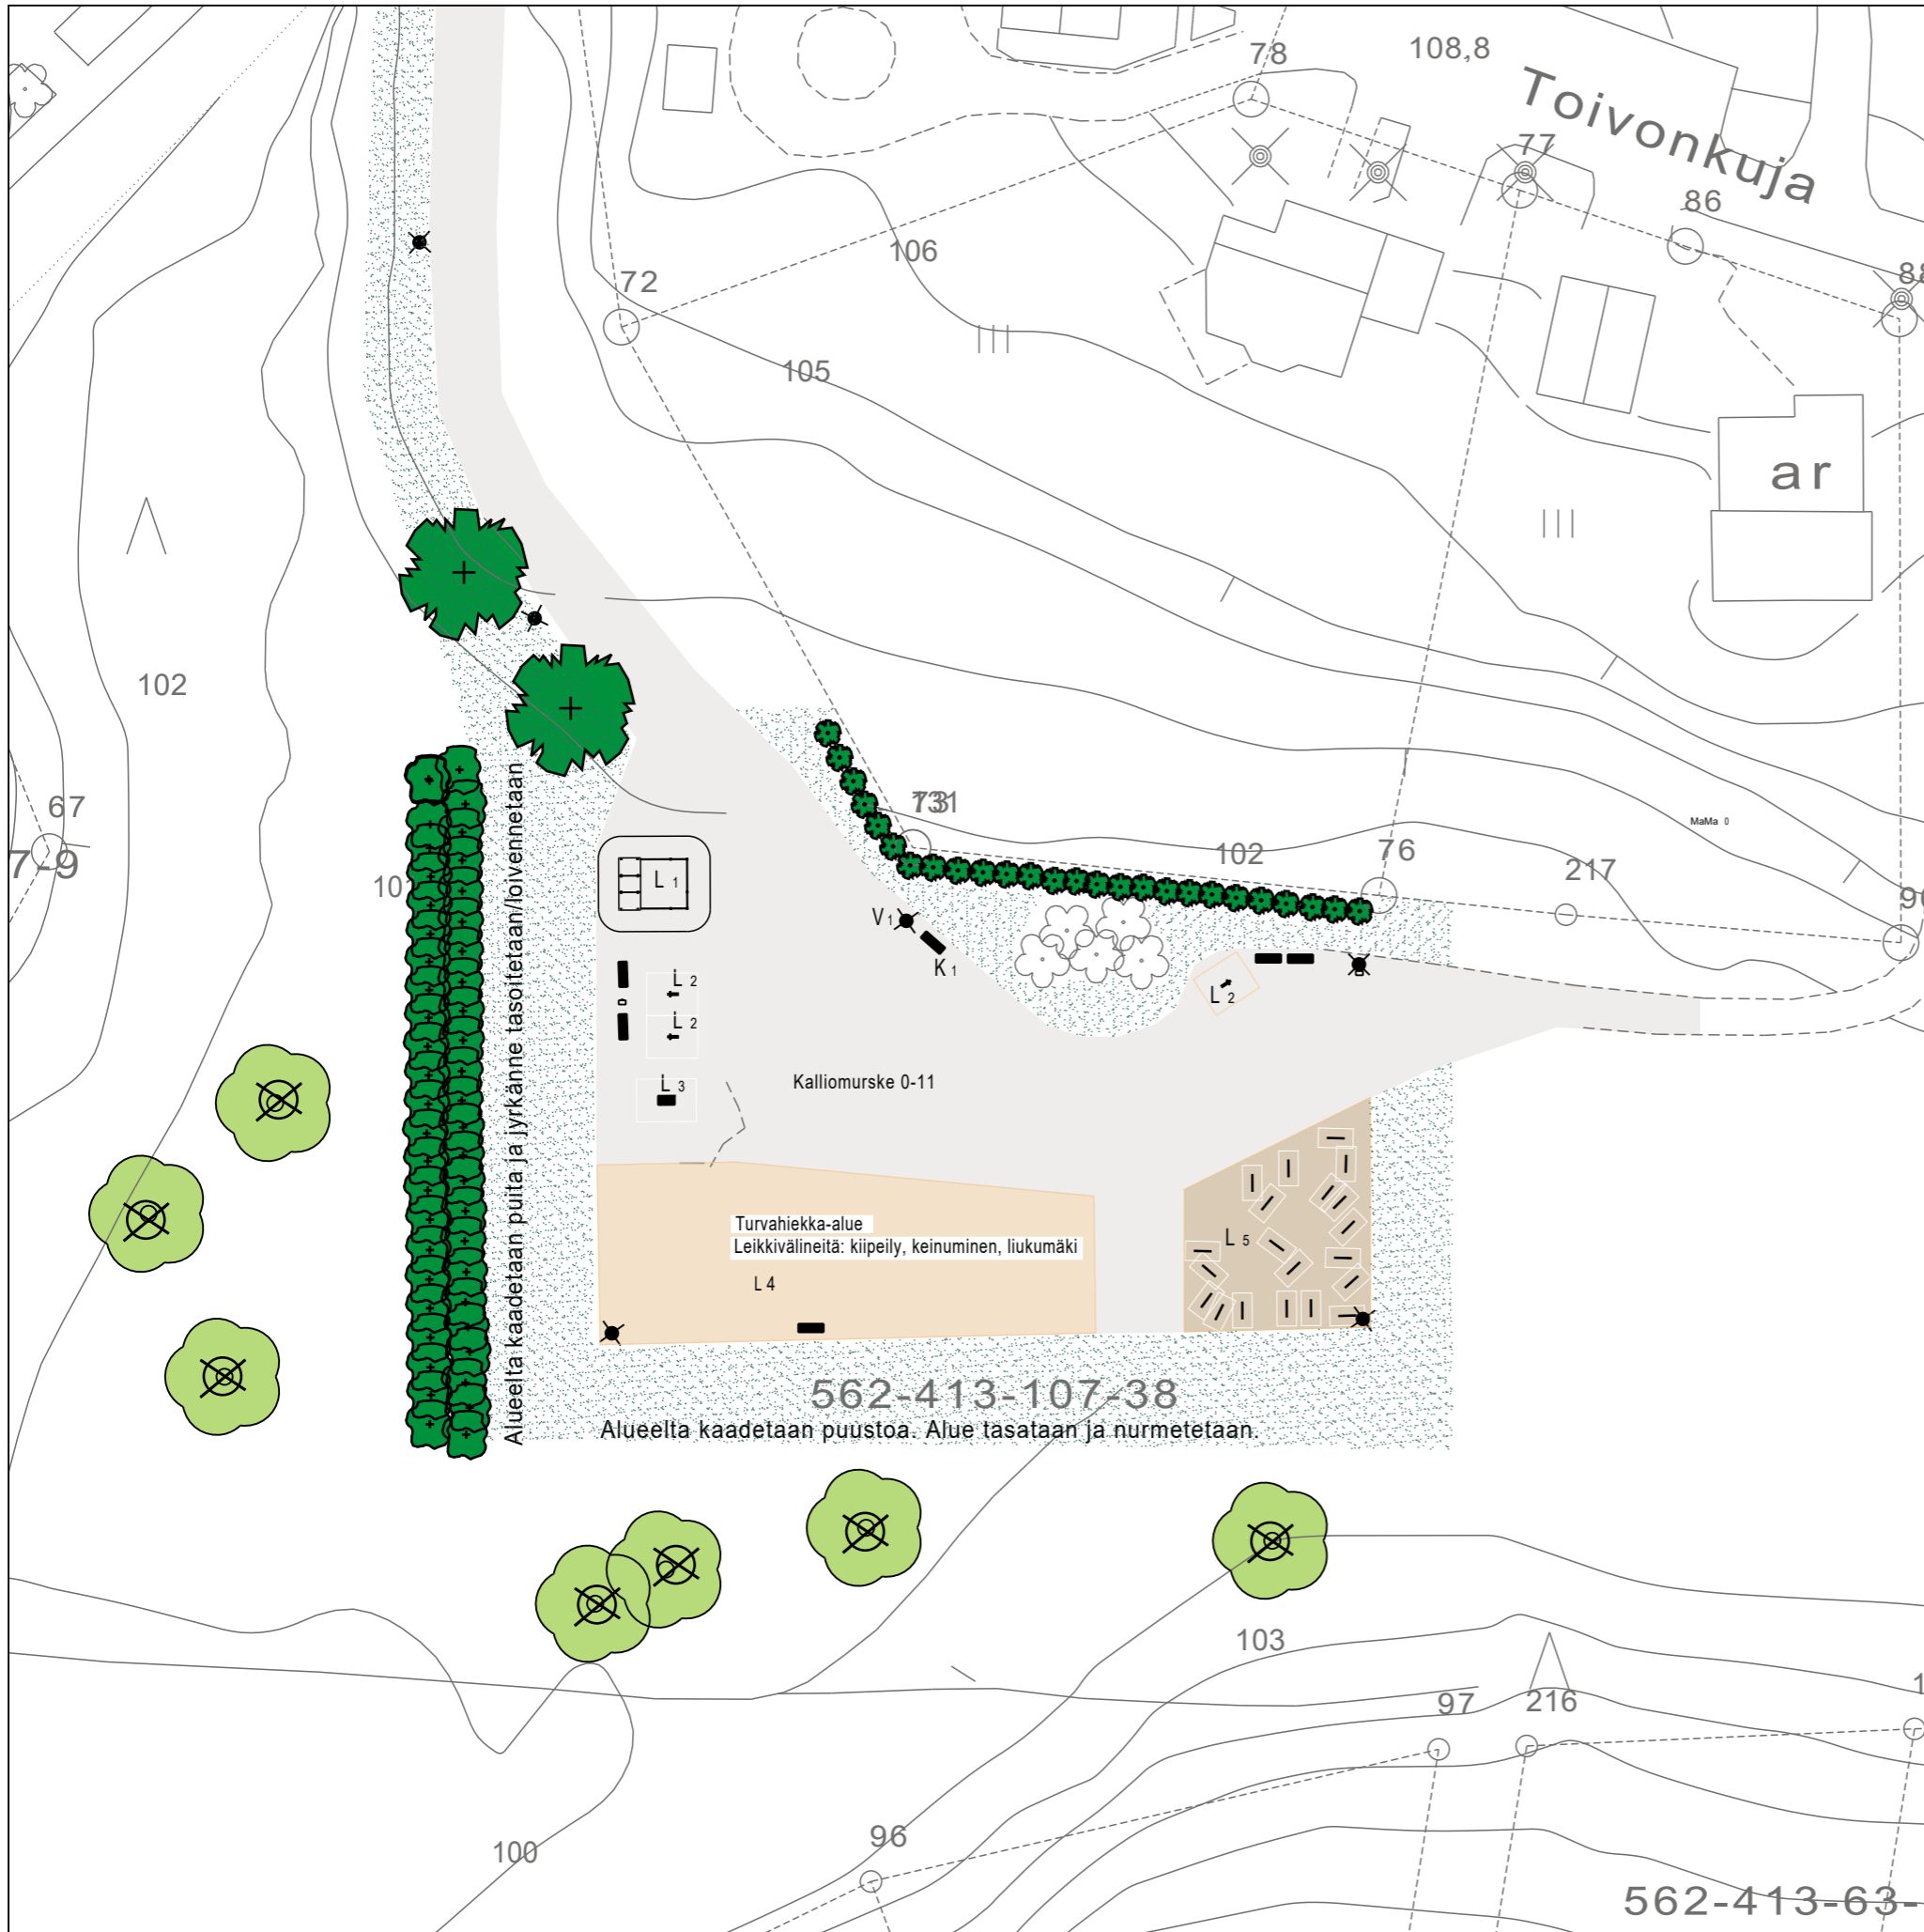 78
108,8
Toivonkuja
77
86
88
106
72
105
ar
102
67
7-9
731
102
76
217
MaMa 0
90
10
L 1
V 1
K 1
L 2
L 2
L 2
L 3
Kalliomurske 0-11
Alueelta kaadetaan puita ja jyrkänne tasoitetaan/loivennetaan
Turvahiekka-alue
Leikkivälineitä: kiipeily, keinuminen, liukumäki
L 4
L 5
562-413-107-38
Alueelta kaadetaan puustoa. Alue tasataan ja nurmetetaan.
103
97
216
1
96
100
562-413-63-